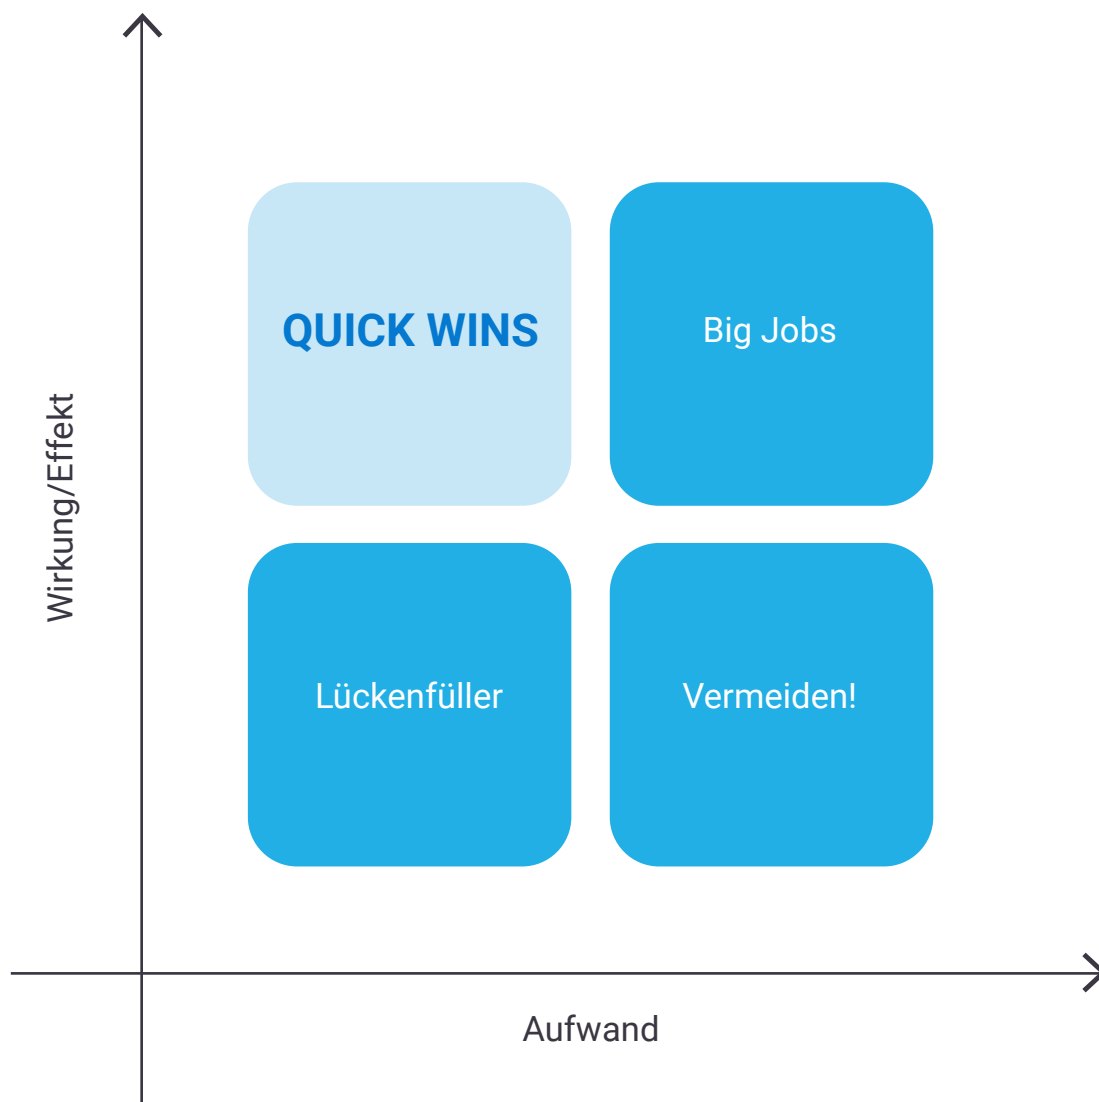 QUICK WINS
Big Jobs
Wirkung/Effekt
Lückenfüller
Vermeiden!
Aufwand